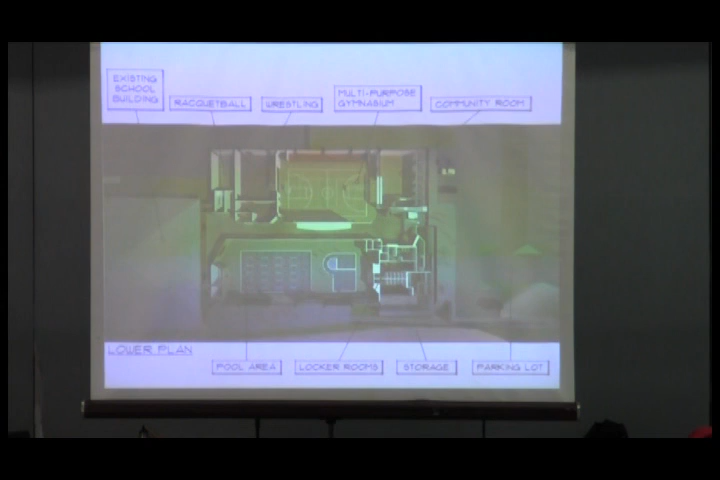 EXISTING
SCHOOL
BUILDING
RACQUETBALL
WRESTLING
MULTI-PURPOSE
GYMNASIUM
COMMUNITY ROOM
LOWER PLAN
POOL AREA
LOCKER ROOMS
STORAGE
PARKING LOT